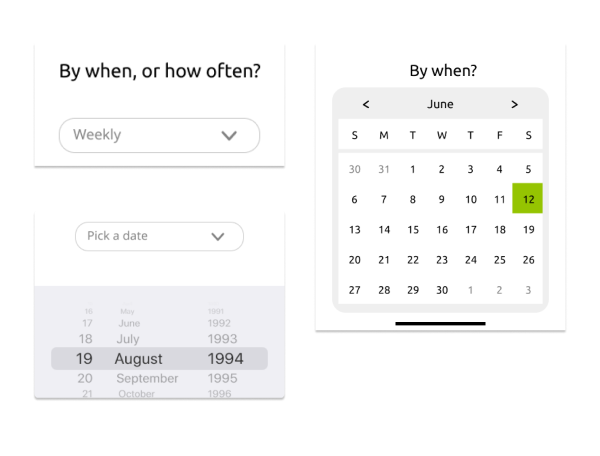 By when, or how often?
Weekly
Pick a date
16 May 1991
17 June 1992
18 July 1993
19 August 1994
20 September 1995
21 October 1996
By when?
< June >
S M T W T F S
30 31 1 2 3 4 5
6 7 8 9 10 11 12
13 14 15 16 17 18 19
20 21 22 23 24 25 26
27 28 29 30 1 2 3